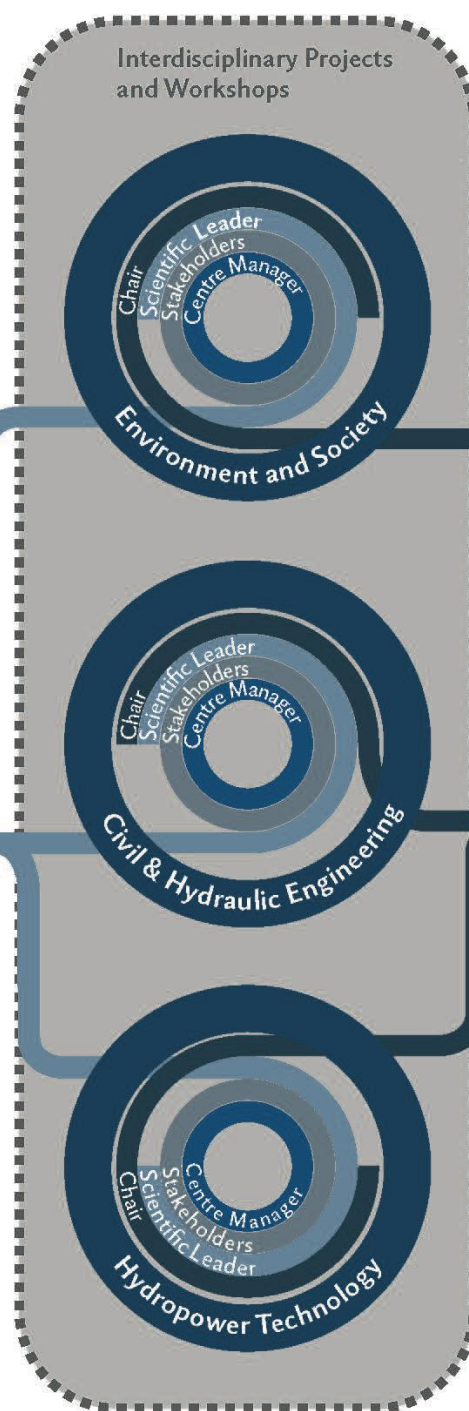 Interdisciplinary Projects
and Workshops
Chair
Scientific Leader
Stakeholders
Centre Manager
Environment and Society
Chair
Scientific Leader
Stakeholders
Centre Manager
Civil & Hydraulic Engineering
Centre Manager
Stakeholders
Scientific Leader
Chair
Hydropower Technology